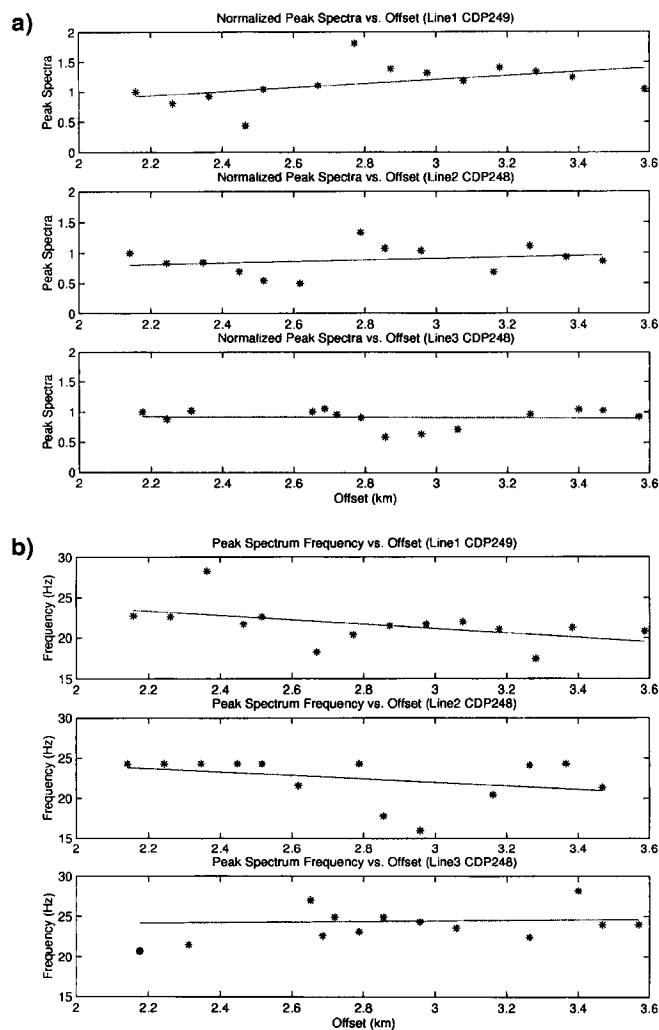 a)
Normalized Peak Spectra vs. Offset (Line1 CDP249)
Peak Spectra
2
1.5
1
0.5
0
2 2.2 2.4 2.6 2.8 3 3.2 3.4 3.6
Normalized Peak Spectra vs. Offset (Line2 CDP248)
Peak Spectra
2
1.5
1
0.5
0
2 2.2 2.4 2.6 2.8 3 3.2 3.4 3.6
Normalized Peak Spectra vs. Offset (Line3 CDP248)
Peak Spectra
2
1.5
1
0.5
0
2 2.2 2.4 2.6 2.8 3 3.2 3.4 3.6
Offset (km)
b)
Peak Spectrum Frequency vs. Offset (Line1 CDP249)
Frequency (Hz)
30
25
20
15
2 2.2 2.4 2.6 2.8 3 3.2 3.4 3.6
Peak Spectrum Frequency vs. Offset (Line2 CDP248)
Frequency (Hz)
30
25
20
15
2 2.2 2.4 2.6 2.8 3 3.2 3.4 3.6
Peak Spectrum Frequency vs. Offset (Line3 CDP248)
Frequency (Hz)
30
25
20
15
2 2.2 2.4 2.6 2.8 3 3.2 3.4 3.6
Offset (km)